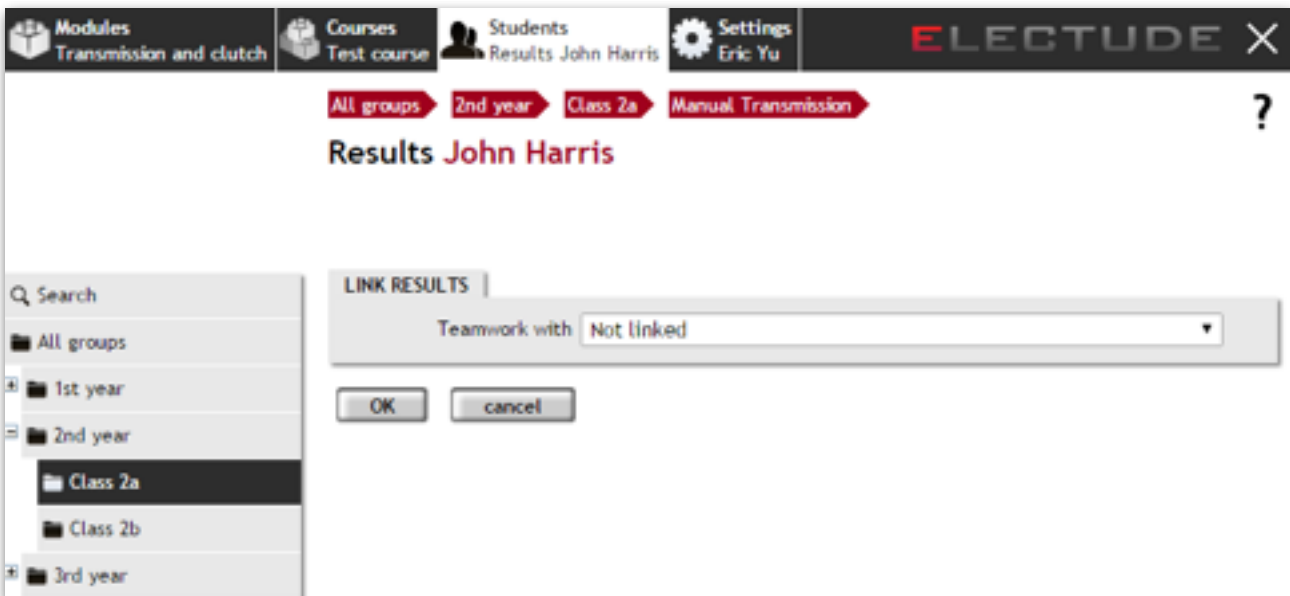 Modules
Transmission and clutch
Courses
Test course
Students
Results John Harris
Settings
Eric Yu
ELECTUDE
All groups
2nd year
Class 2a
Manual Transmission
?
Results John Harris
Search
All groups
1st year
2nd year
Class 2a
Class 2b
3rd year
LINK RESULTS
Teamwork with Not linked
OK cancel